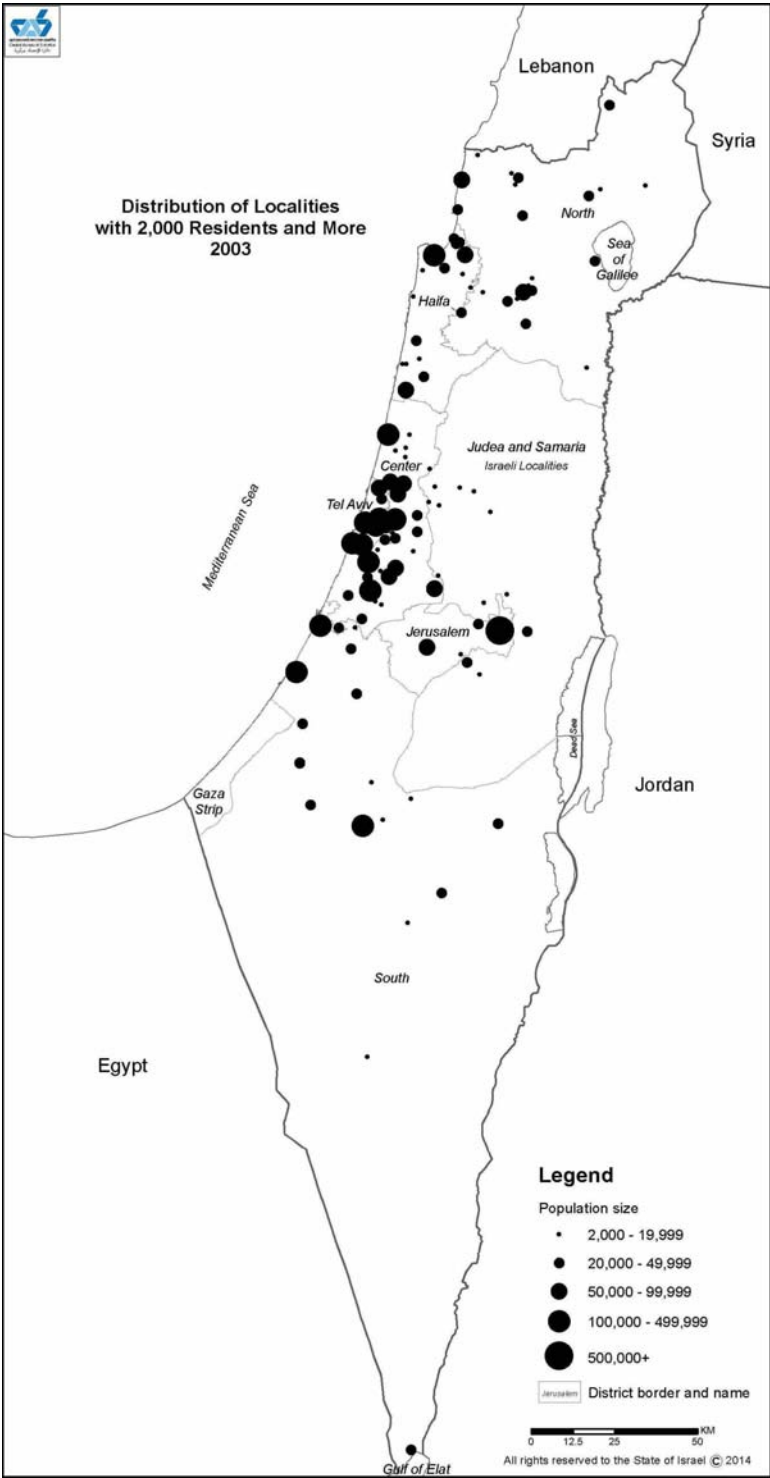 Lebanon
Syria
Distribution of Localities
with 2,000 Residents and More
2003
North
Sea
of
Galilee
Haifa
Judea and Samaria
Israeli Localities
Center
Tel Aviv
Mediterranean Sea
Jerusalem
Dead Sea
Jordan
Gaza
Strip
South
Egypt
Legend
Population size
2,000 - 19,999
20,000 - 49,999
50,000 - 99,999
100,000 - 499,999
500,000+
Jerusalem District border and name
KM
0 12.5 25 50
All rights reserved to the State of Israel © 2014
Gulf of Elat